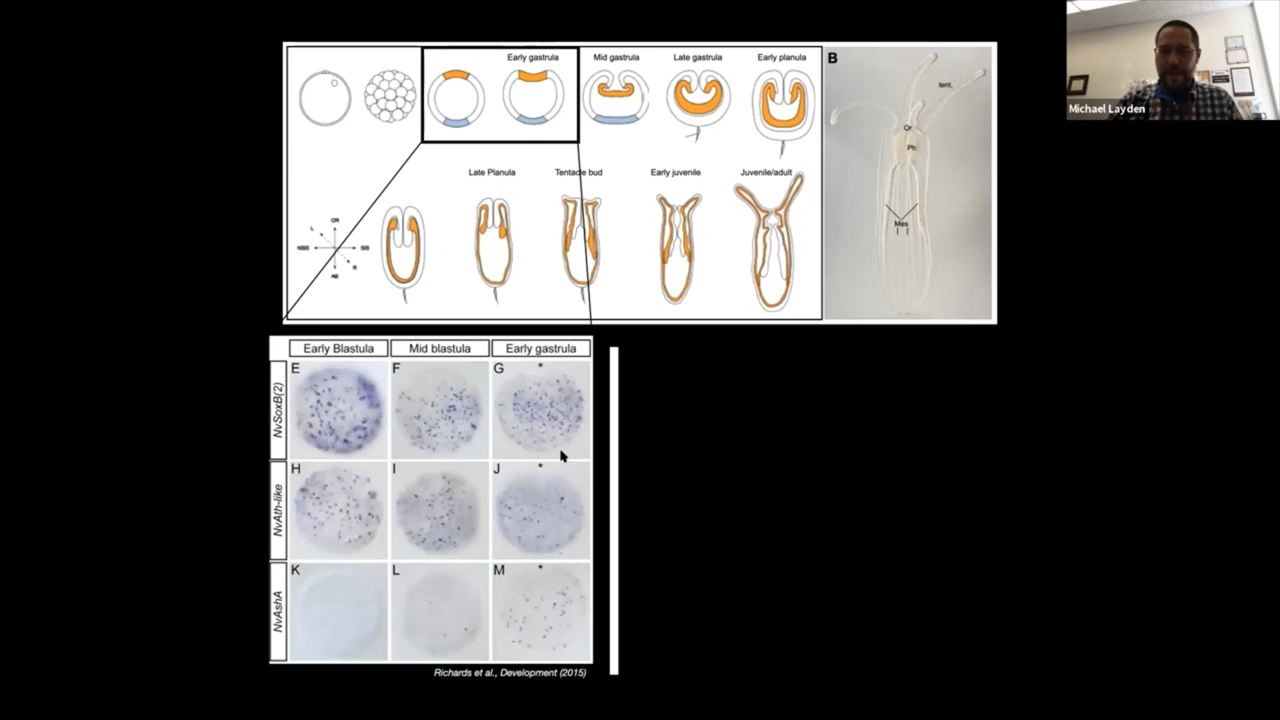 Early gastrula
Mid gastrula
Late gastrula
Early planula
B
tent.
Or
Ph
Mes
Late Planula
Tentacle bud
Early juvenile
Juvenile/adult
OR
L
NSIS
SIS
R
AB
Michael Layden
Early Blastula
Mid blastula
Early gastrula
NvSoxB(2)
E
F
G
*
NvAth-like
H
I
J
*
NvAshA
K
L
M
*
Richards et al., Development (2015)